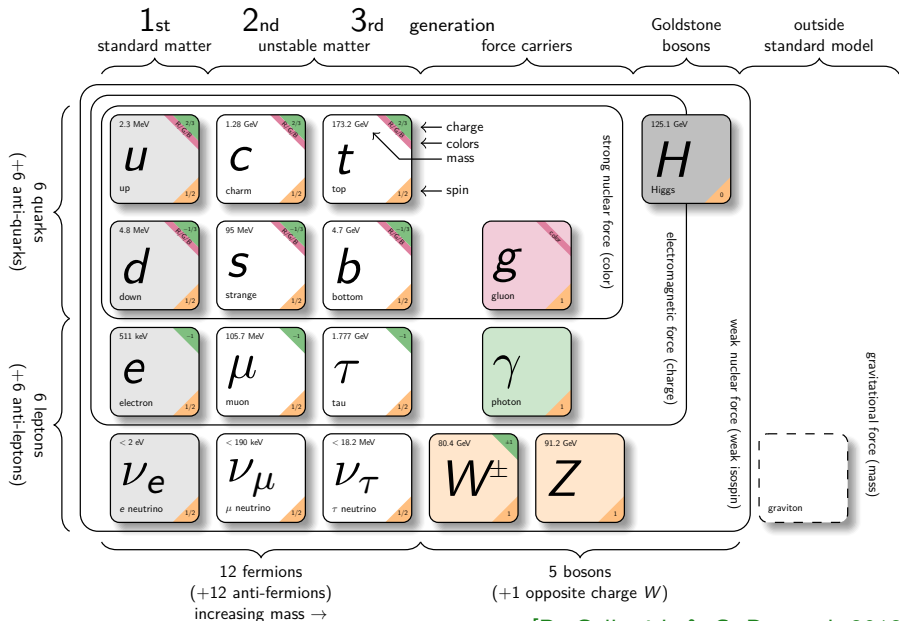 1st
2nd
3rd
generation
standard matter
unstable matter
force carriers
Goldstone
bosons
outside
standard model
6 quarks
(+6 anti-quarks)
6 leptons
(+6 anti-leptons)
2.3 MeV
2/3
R/G/B
u
up
1/2
1.28 GeV
2/3
R/G/B
c
charm
1/2
173.2 GeV
2/3
R/G/B
t
top
1/2
charge
colors
mass
spin
strong nuclear force (color)
125.1 GeV
H
Higgs
0
4.8 MeV
−1/3
R/G/B
d
down
1/2
95 MeV
−1/3
R/G/B
s
strange
1/2
4.7 GeV
−1/3
R/G/B
b
bottom
1/2
color
g
gluon
1
electromagnetic force (charge)
511 keV
−1
e
electron
1/2
105.7 MeV
−1
μ
muon
1/2
1.777 GeV
−1
τ
tau
1/2
γ
photon
1
weak nuclear force (weak isospin)
gravitational force (mass)
< 2 eV
νe
e neutrino
1/2
< 190 keV
νμ
μ neutrino
1/2
< 18.2 MeV
ντ
τ neutrino
1/2
80.4 GeV
±1
W±
1
91.2 GeV
Z
1
graviton
12 fermions
(+12 anti-fermions)
increasing mass →
5 bosons
(+1 opposite charge W)